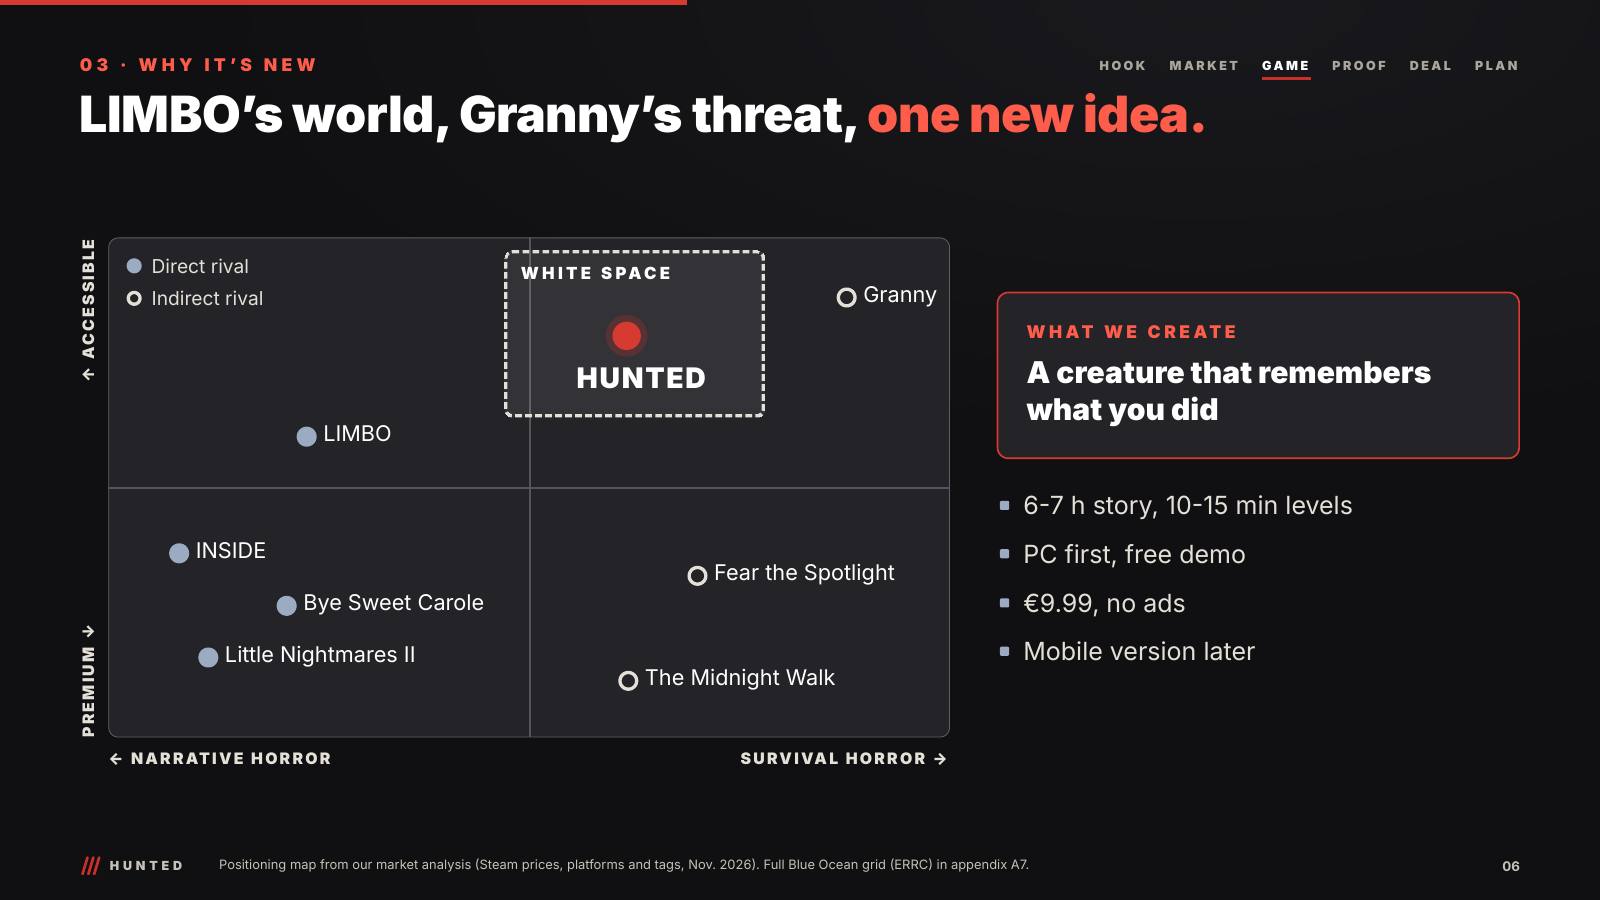 03 · WHY IT’S NEW
HOOK MARKET GAME PROOF DEAL PLAN
LIMBO’s world, Granny’s threat, one new idea.
← ACCESSIBLE
PREMIUM →
Direct rival
Indirect rival
WHITE SPACE
HUNTED
Granny
LIMBO
INSIDE
Bye Sweet Carole
Little Nightmares II
Fear the Spotlight
The Midnight Walk
← NARRATIVE HORROR
SURVIVAL HORROR →
WHAT WE CREATE
A creature that remembers
what you did
6-7 h story, 10-15 min levels
PC first, free demo
€9.99, no ads
Mobile version later
HUNTED
Positioning map from our market analysis (Steam prices, platforms and tags, Nov. 2026). Full Blue Ocean grid (ERRC) in appendix A7.
06